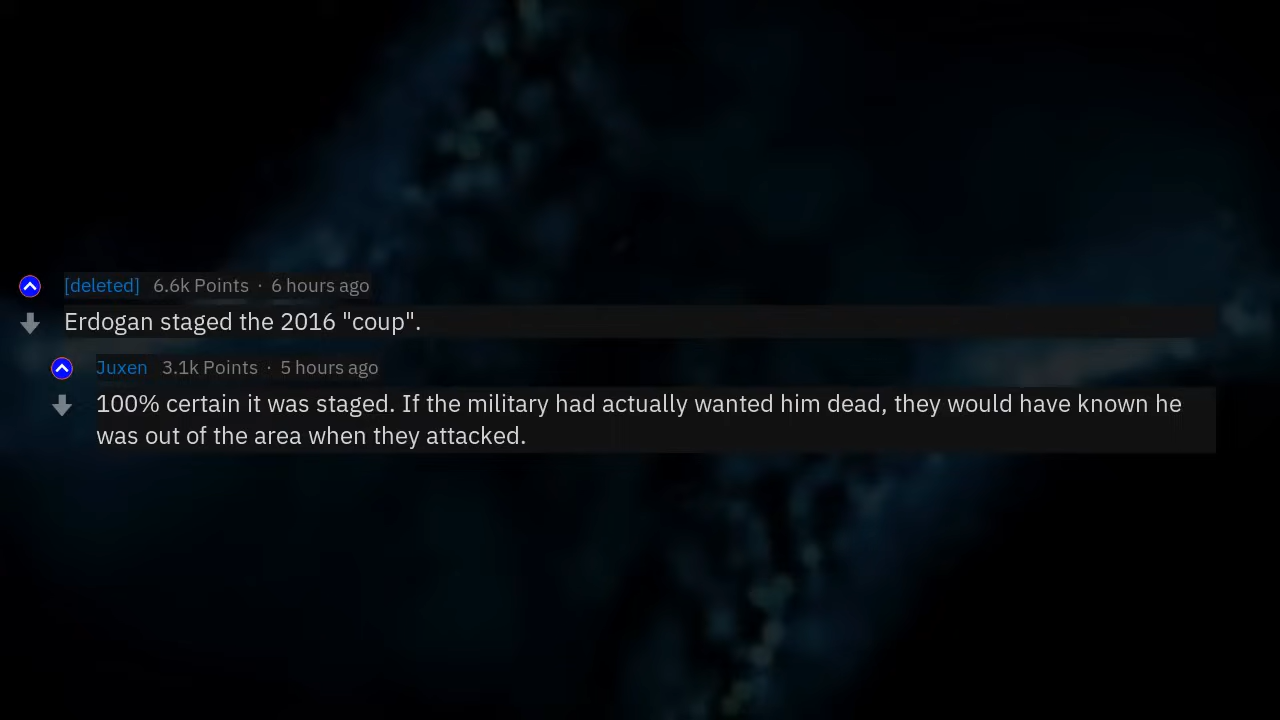 [deleted] 6.6k Points · 6 hours ago
Erdogan staged the 2016 "coup".
Juxen 3.1k Points · 5 hours ago
100% certain it was staged. If the military had actually wanted him dead, they would have known he
was out of the area when they attacked.